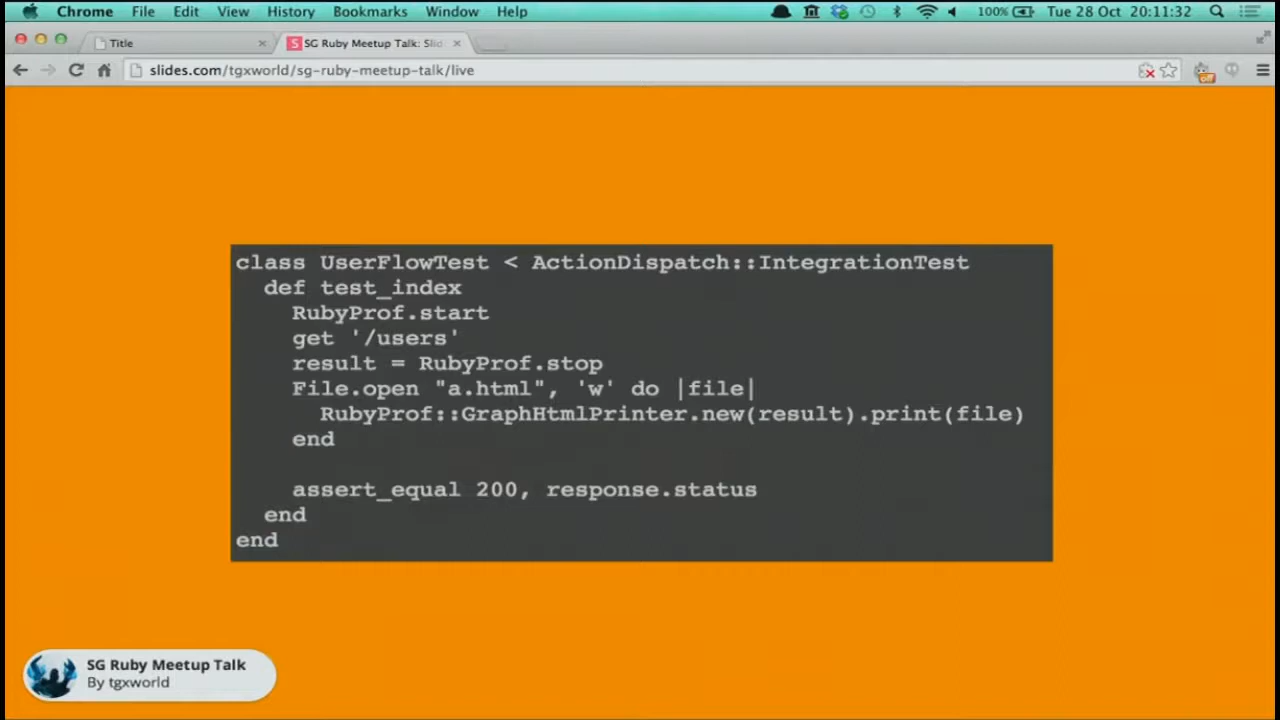 Chrome File Edit View History Bookmarks Window Help 100% Tue 28 Oct 20:11:32
Title SG Ruby Meetup Talk: Slid
slides.com/tgxworld/sg-ruby-meetup-talk/live
class UserFlowTest < ActionDispatch::IntegrationTest
def test_index
RubyProf.start
get '/users'
result = RubyProf.stop
File.open "a.html", 'w' do |file|
RubyProf::GraphHtmlPrinter.new(result).print(file)
end
assert_equal 200, response.status
end
end
SG Ruby Meetup Talk
By tgxworld